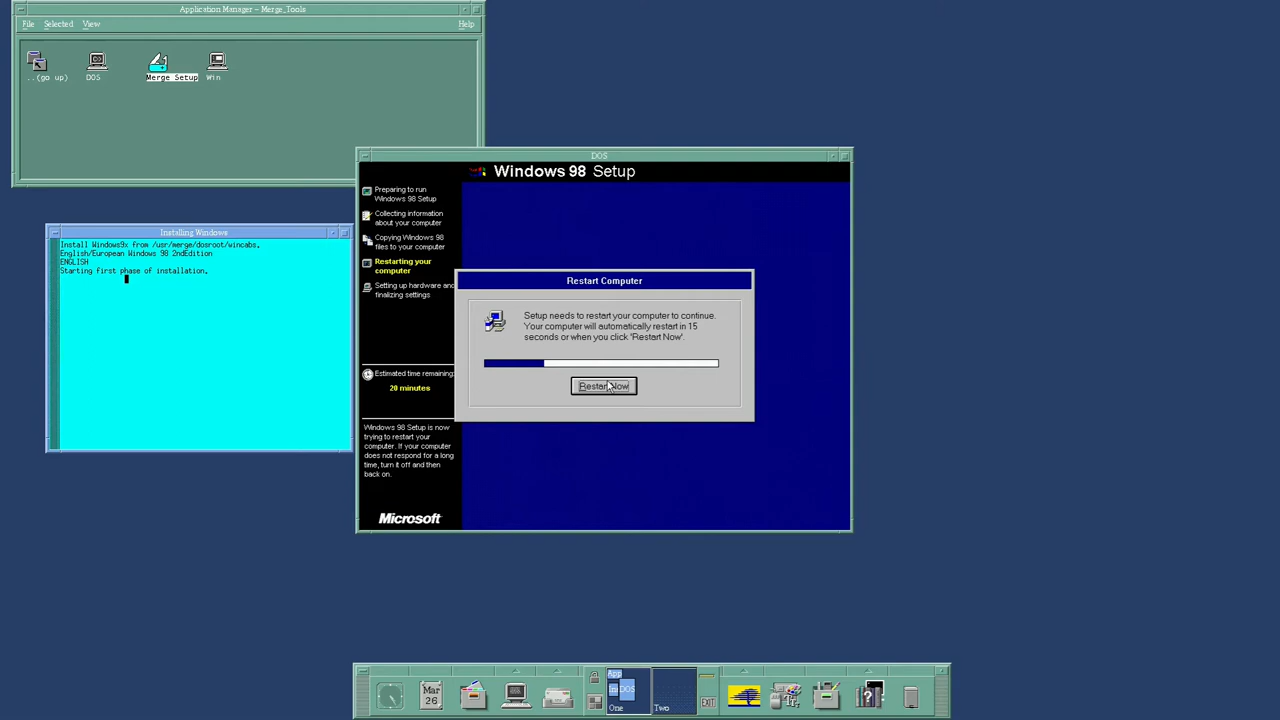 Application Manager - Merge_Tools
File Selected View Help
..(go up) DOS Merge Setup Win
DOS
Windows 98 Setup
Preparing to run
Windows 98 Setup
Collecting information
about your computer
Copying Windows 98
files to your computer
Restarting your
computer
Setting up hardware and
finalizing settings
Estimated time remaining:
20 minutes
Windows 98 Setup is now
trying to restart your
computer. If your computer
does not respond for a long
time, turn it off and then
back on.
Microsoft
Restart Computer
Setup needs to restart your computer to continue.
Your computer will automatically restart in 15
seconds or when you click 'Restart Now'.
Restart Now
Installing Windows
Install Windows9x from /usr/merge/dosroot/wincabs.
English/European Windows 98 2ndEdition
ENGLISH
Starting first phase of installation.
Mar
26
App
DOS
One
Two
EXIT